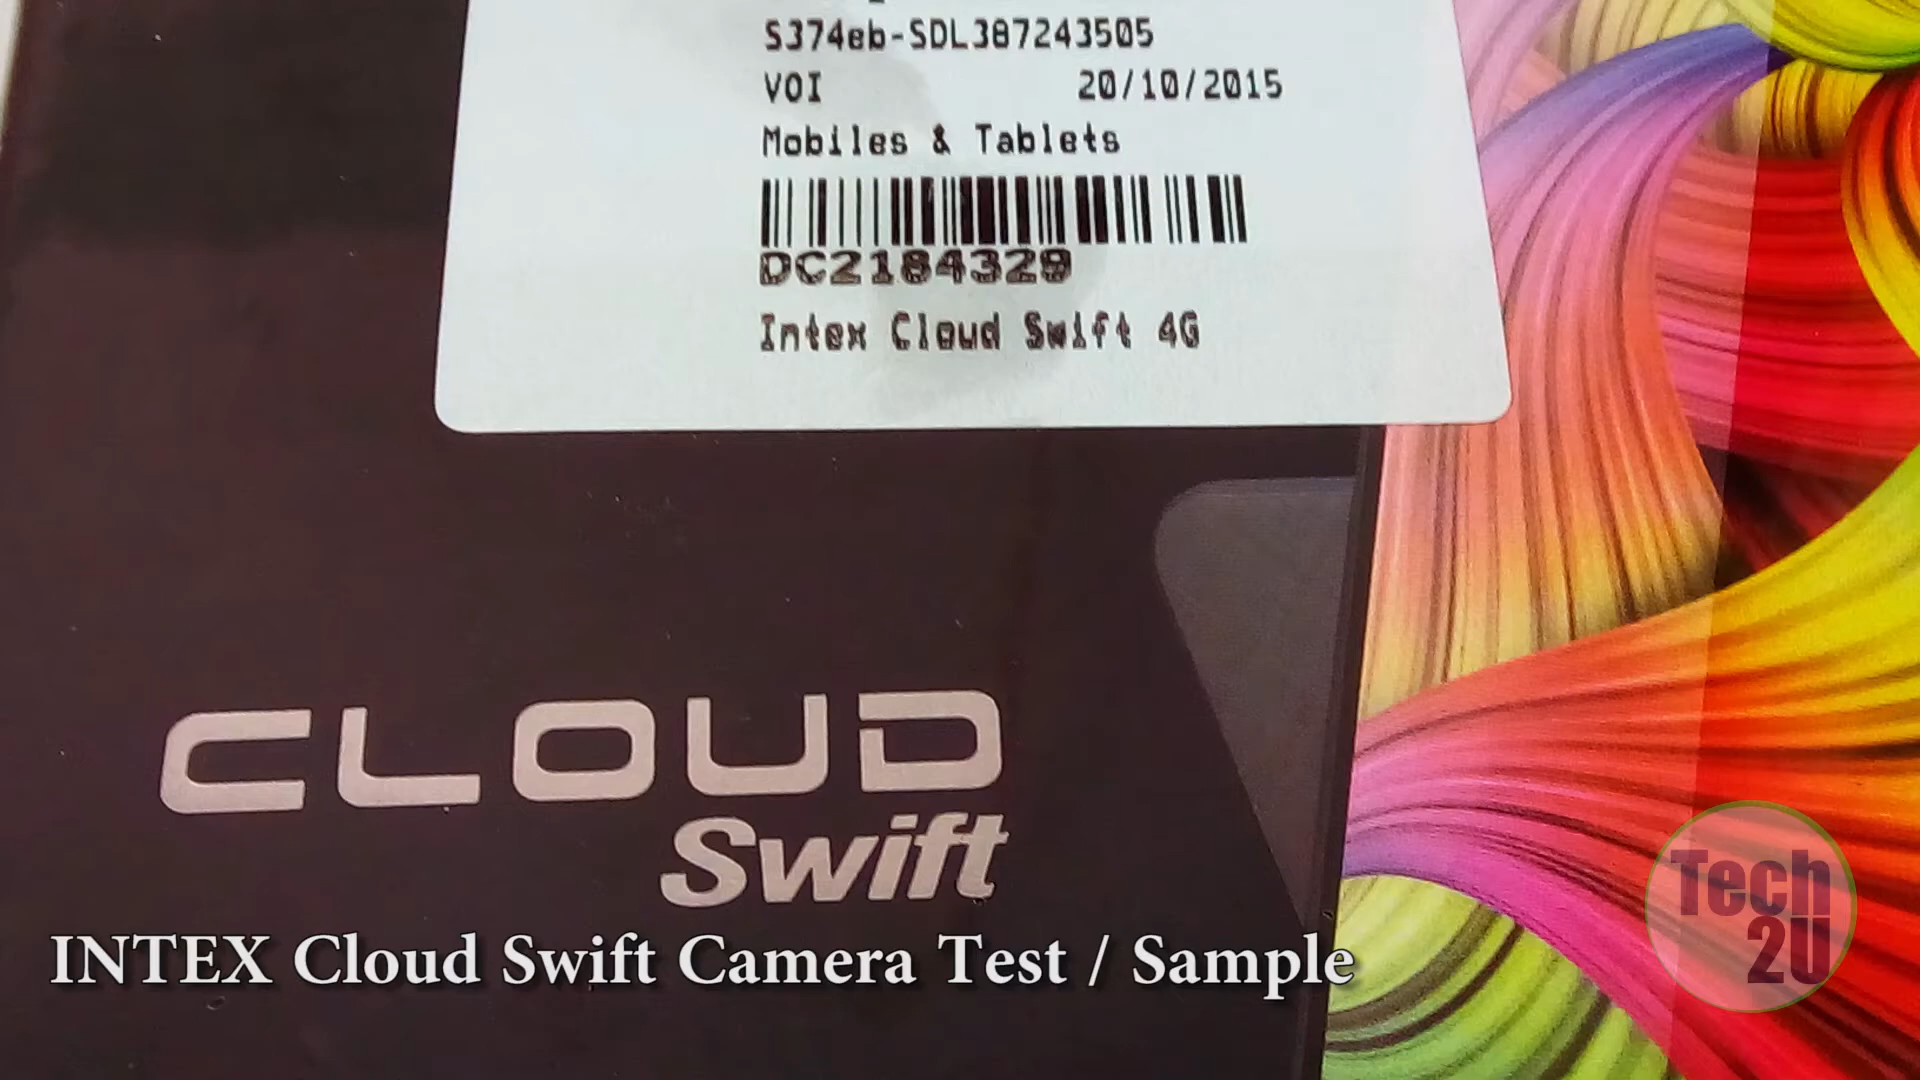 S374eb-SDL387243505
VOI 20/10/2015
Mobiles & Tablets
DC2184329
Intex Cloud Swift 4G
CLOUD
Swift
INTEX Cloud Swift Camera Test / Sample
Tech
2U